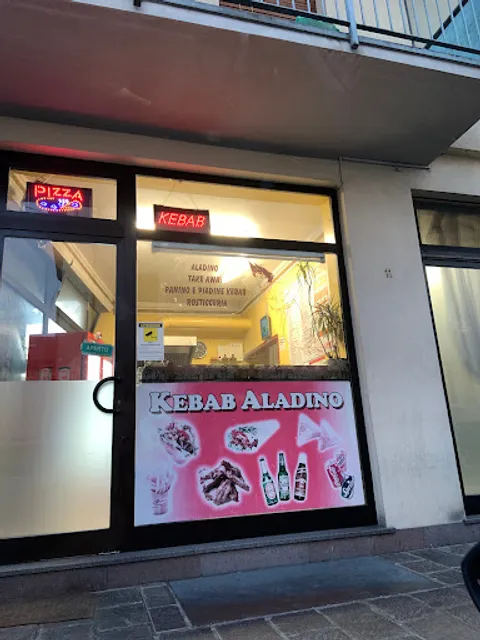 PIZZA
KEBAB
ALADINO
TAKE AWAY
PANINO E PIADINE KEBAB
ROSTICCERIA
APERTO
KEBAB ALADINO